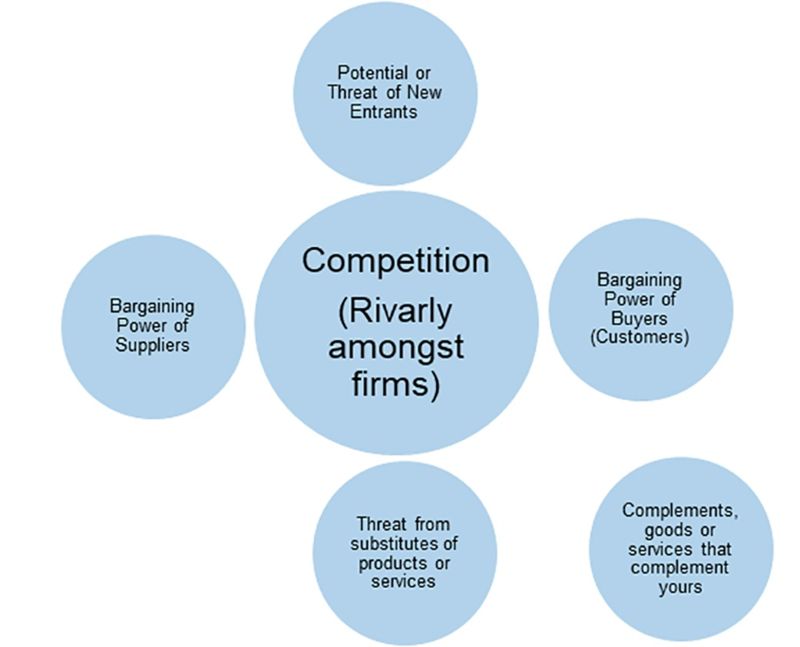 Potential or
Threat of New
Entrants
Competition
(Rivarly
amongst
firms)
Bargaining
Power of
Suppliers
Bargaining
Power of
Buyers
(Customers)
Threat from
substitutes of
products or
services
Complements,
goods or
services that
complement
yours